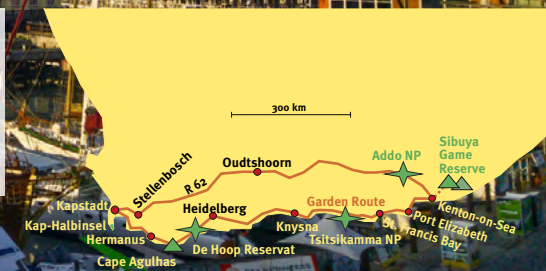 300 km
Sibuya
Game
Reserve
Addo NP
Oudtshoorn
Stellenbosch
R 62
Kapstadt
Heidelberg
Garden Route
Kenton-on-Sea
Kap-Halbinsel
Port Elizabeth
Knysna
St. Francis Bay
Hermanus
Tsitsikamma NP
De Hoop Reservat
Cape Agulhas